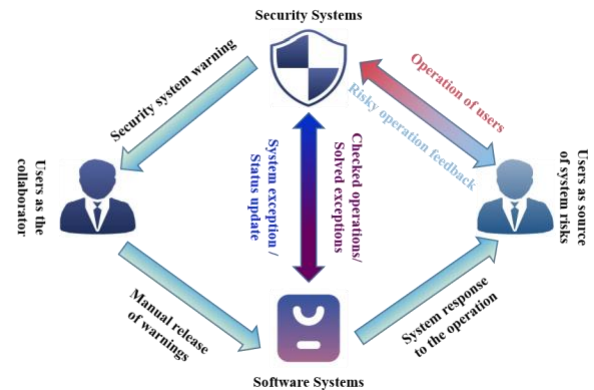 Security Systems
Security system warning
Operation of users
Risky operation feedback
Users as the
collaborator
System exception /
Status update
Checked operations/
Solved exceptions
Users as source
of system risks
Manual release
of warnings
System response
to the operation
Software Systems